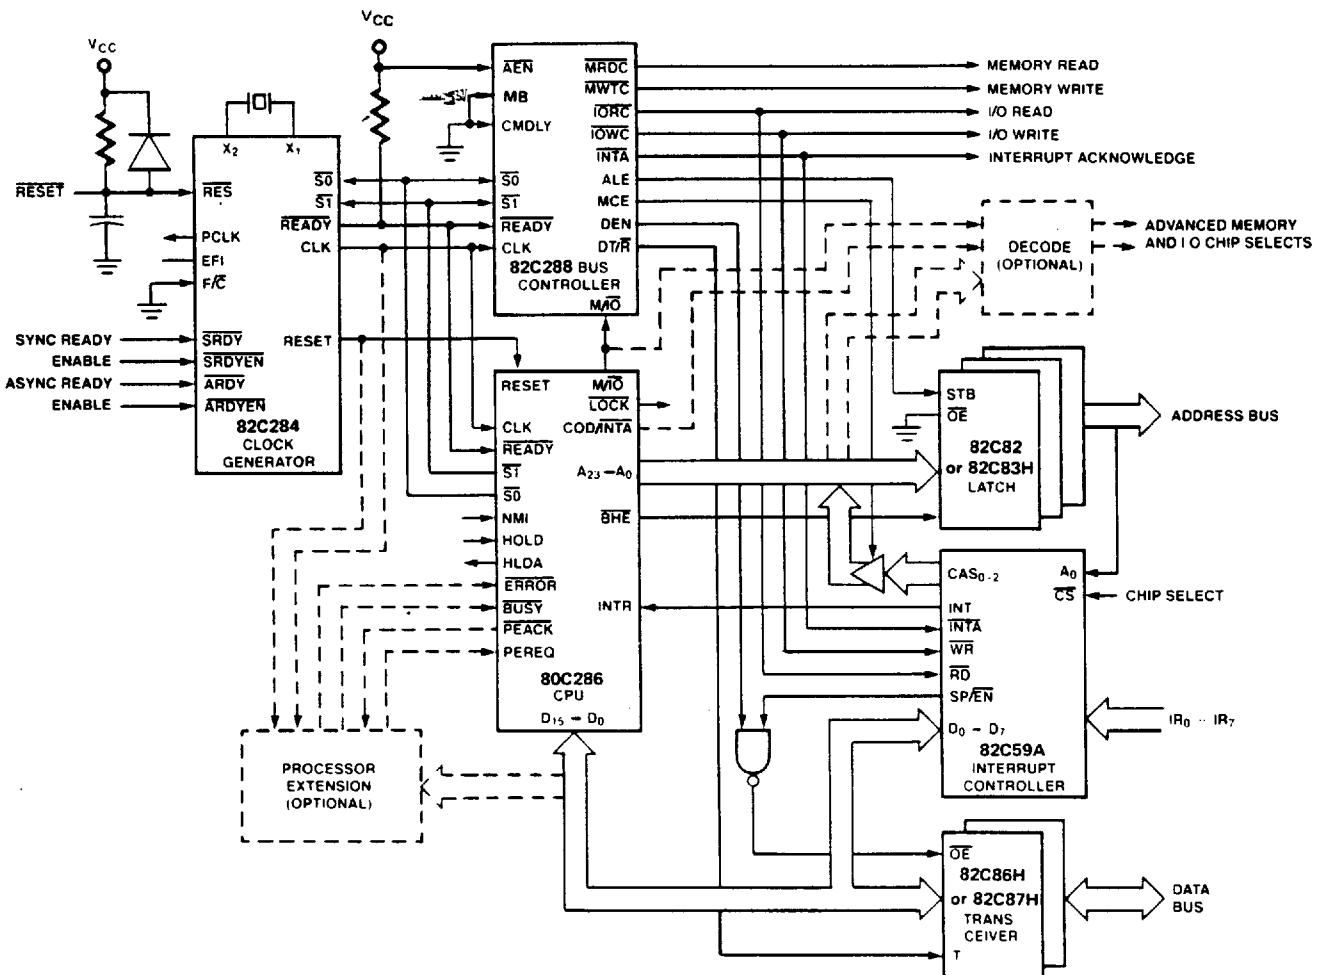 VCC
VCC
X2 X1
RESET
RES
PCLK
EFI
F/C
SYNC READY
ENABLE
ASYNC READY
ENABLE
SRDY
SRDYEN
ARDY
ARDYEN
S0
S1
READY
CLK
RESET
82C284
CLOCK
GENERATOR
AEN
MB
CMDLY
S0
S1
READY
CLK
MRDC
MWTC
IORC
IOWC
INTA
ALE
MCE
DEN
DT/R
82C288 BUS
CONTROLLER
M/IO
MEMORY READ
MEMORY WRITE
I/O READ
I/O WRITE
INTERRUPT ACKNOWLEDGE
DECODE
(OPTIONAL)
ADVANCED MEMORY
AND I O CHIP SELECTS
RESET
CLK
READY
S1
S0
NMI
HOLD
HLDA
ERROR
BUSY
PEACK
PEREQ
M/IO
LOCK
COD/INTA
A23–A0
BHE
INTR
80C286
CPU
D15 – D0
STB
OE
82C82
or 82C83H
LATCH
ADDRESS BUS
CAS0-2
A0
CS
CHIP SELECT
INT
INTA
WR
RD
SP/EN
D0 – D7
82C59A
INTERRUPT
CONTROLLER
IR0 -- IR7
PROCESSOR
EXTENSION
(OPTIONAL)
OE
82C86H
or 82C87H
TRANS
CEIVER
T
DATA
BUS